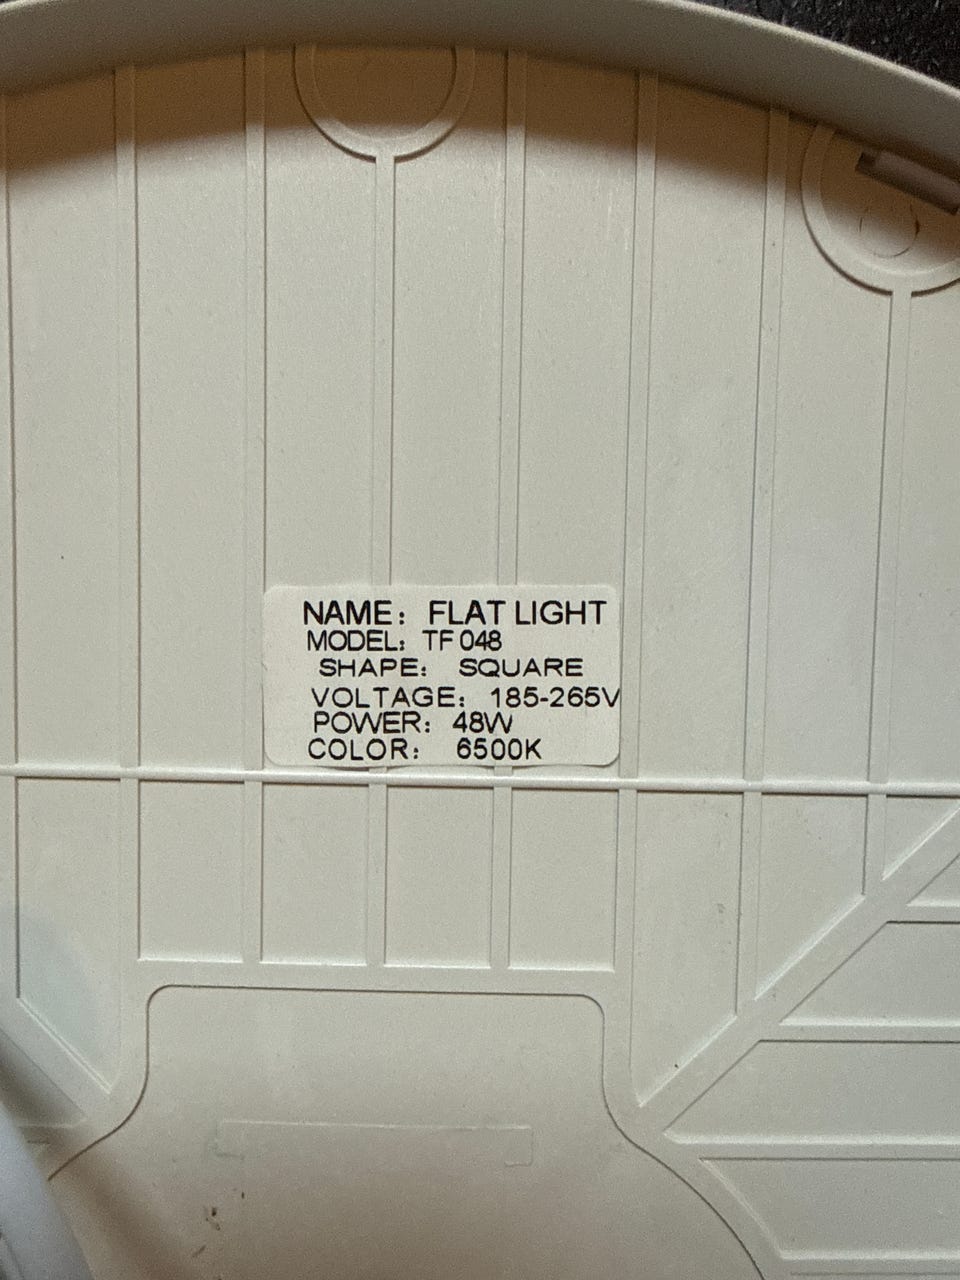 NAME: FLAT LIGHT
MODEL: TF 048
SHAPE: SQUARE
VOLTAGE: 185-265V
POWER: 48W
COLOR: 6500K